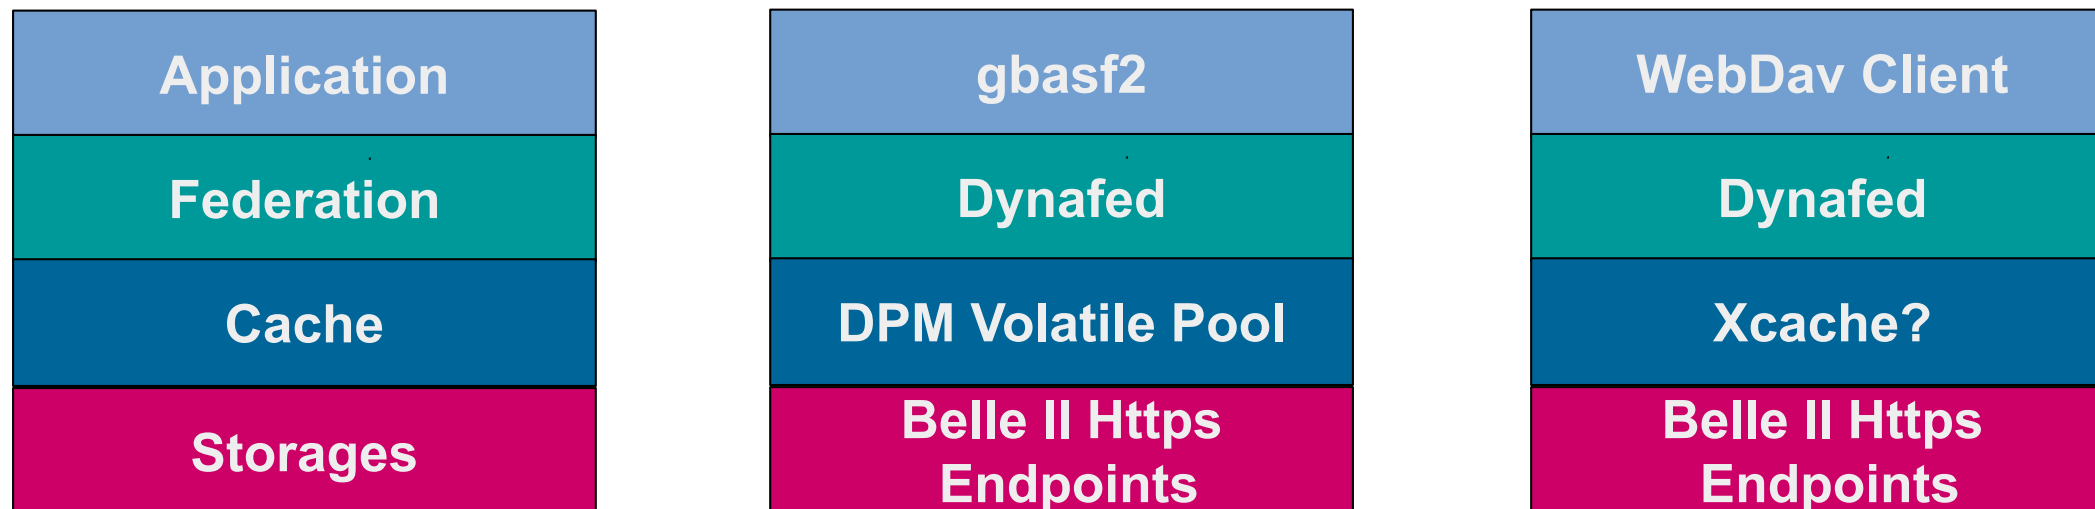 Application
Federation
Cache
Storages
gbasf2
Dynafed
DPM Volatile Pool
Belle II Https
Endpoints
WebDav Client
Dynafed
Xcache?
Belle II Https
Endpoints